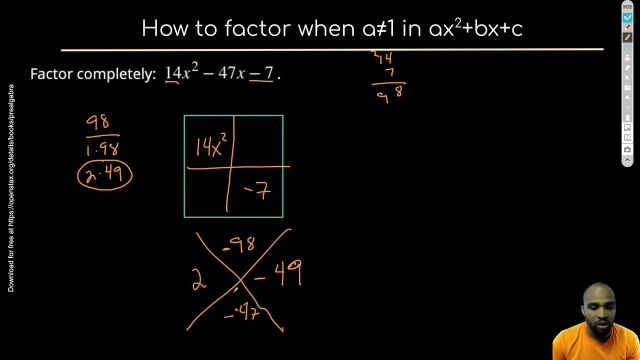 How to factor when a≠1 in ax²+bx+c
Factor completely: 14x² − 47x − 7 .
14
7
98
98
1·98
2·49
14x²
-7
-98
2
-49
-47
Download for free at https://openstax.org/details/books/prealgebra